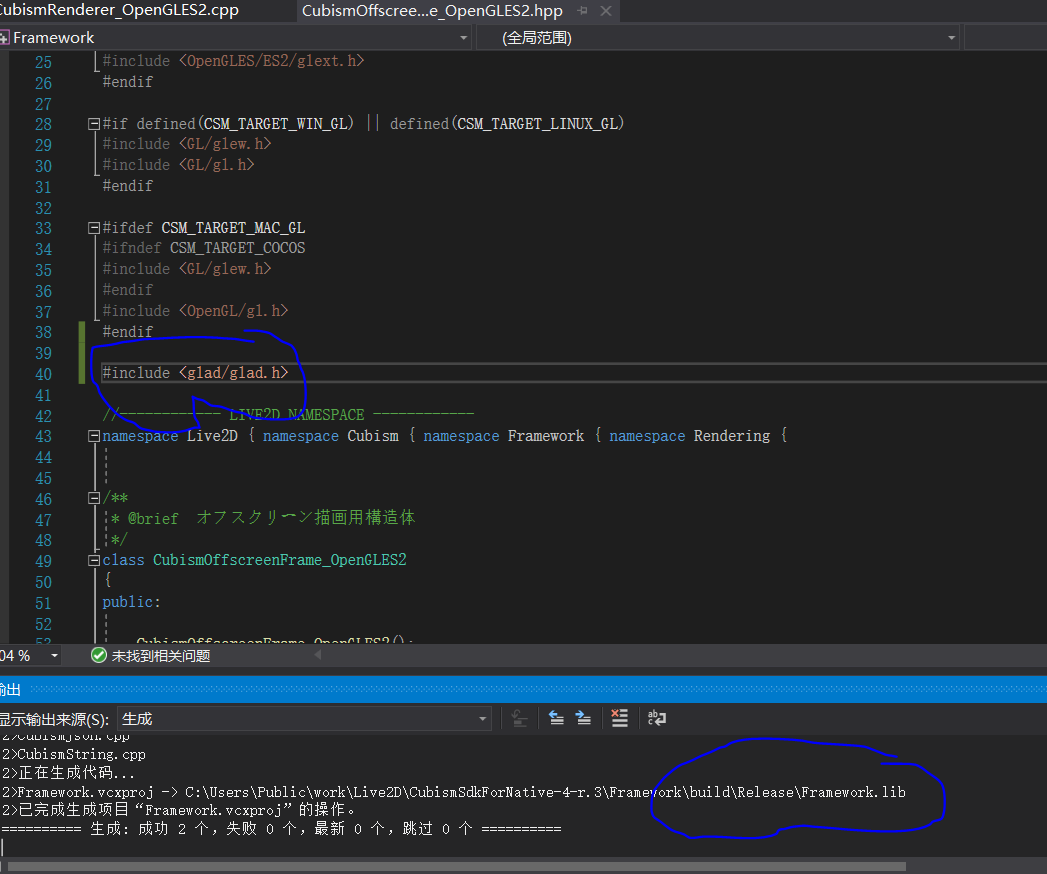 CubismRenderer_OpenGLES2.cpp CubismOffscree...e_OpenGLES2.hpp
Framework (全局范围)
25 #include <OpenGLES/ES2/glext.h>
26 #endif
27
28 #if defined(CSM_TARGET_WIN_GL) || defined(CSM_TARGET_LINUX_GL)
29 #include <GL/glew.h>
30 #include <GL/gl.h>
31 #endif
32
33 #ifdef CSM_TARGET_MAC_GL
34 #ifndef CSM_TARGET_COCOS
35 #include <GL/glew.h>
36 #endif
37 #include <OpenGL/gl.h>
38 #endif
39
40 #include <glad/glad.h>
41
42 //------------ LIVE2D NAMESPACE ------------
43 namespace Live2D { namespace Cubism { namespace Framework { namespace Rendering {
44
45
46 /**
47 * @brief オフスクリーン描画用構造体
48 */
49 class CubismOffscreenFrame_OpenGLES2
50 {
51 public:
52
53 CubismOffscreenFrame_OpenGLES2();
04 % 未找到相关问题
输出
显示输出来源(S): 生成
2>CubismJson.cpp
2>CubismString.cpp
2>正在生成代码...
2>Framework.vcxproj -> C:\Users\Public\work\Live2D\CubismSdkForNative-4-r.3\Framework\build\Release\Framework.lib
2>已完成生成项目“Framework.vcxproj”的操作。
========== 生成: 成功 2 个，失败 0 个，最新 0 个，跳过 0 个 ==========